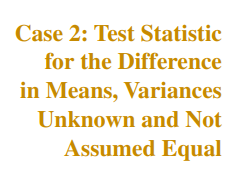 Case 2: Test Statistic
for the Difference
in Means, Variances
Unknown and Not
Assumed Equal